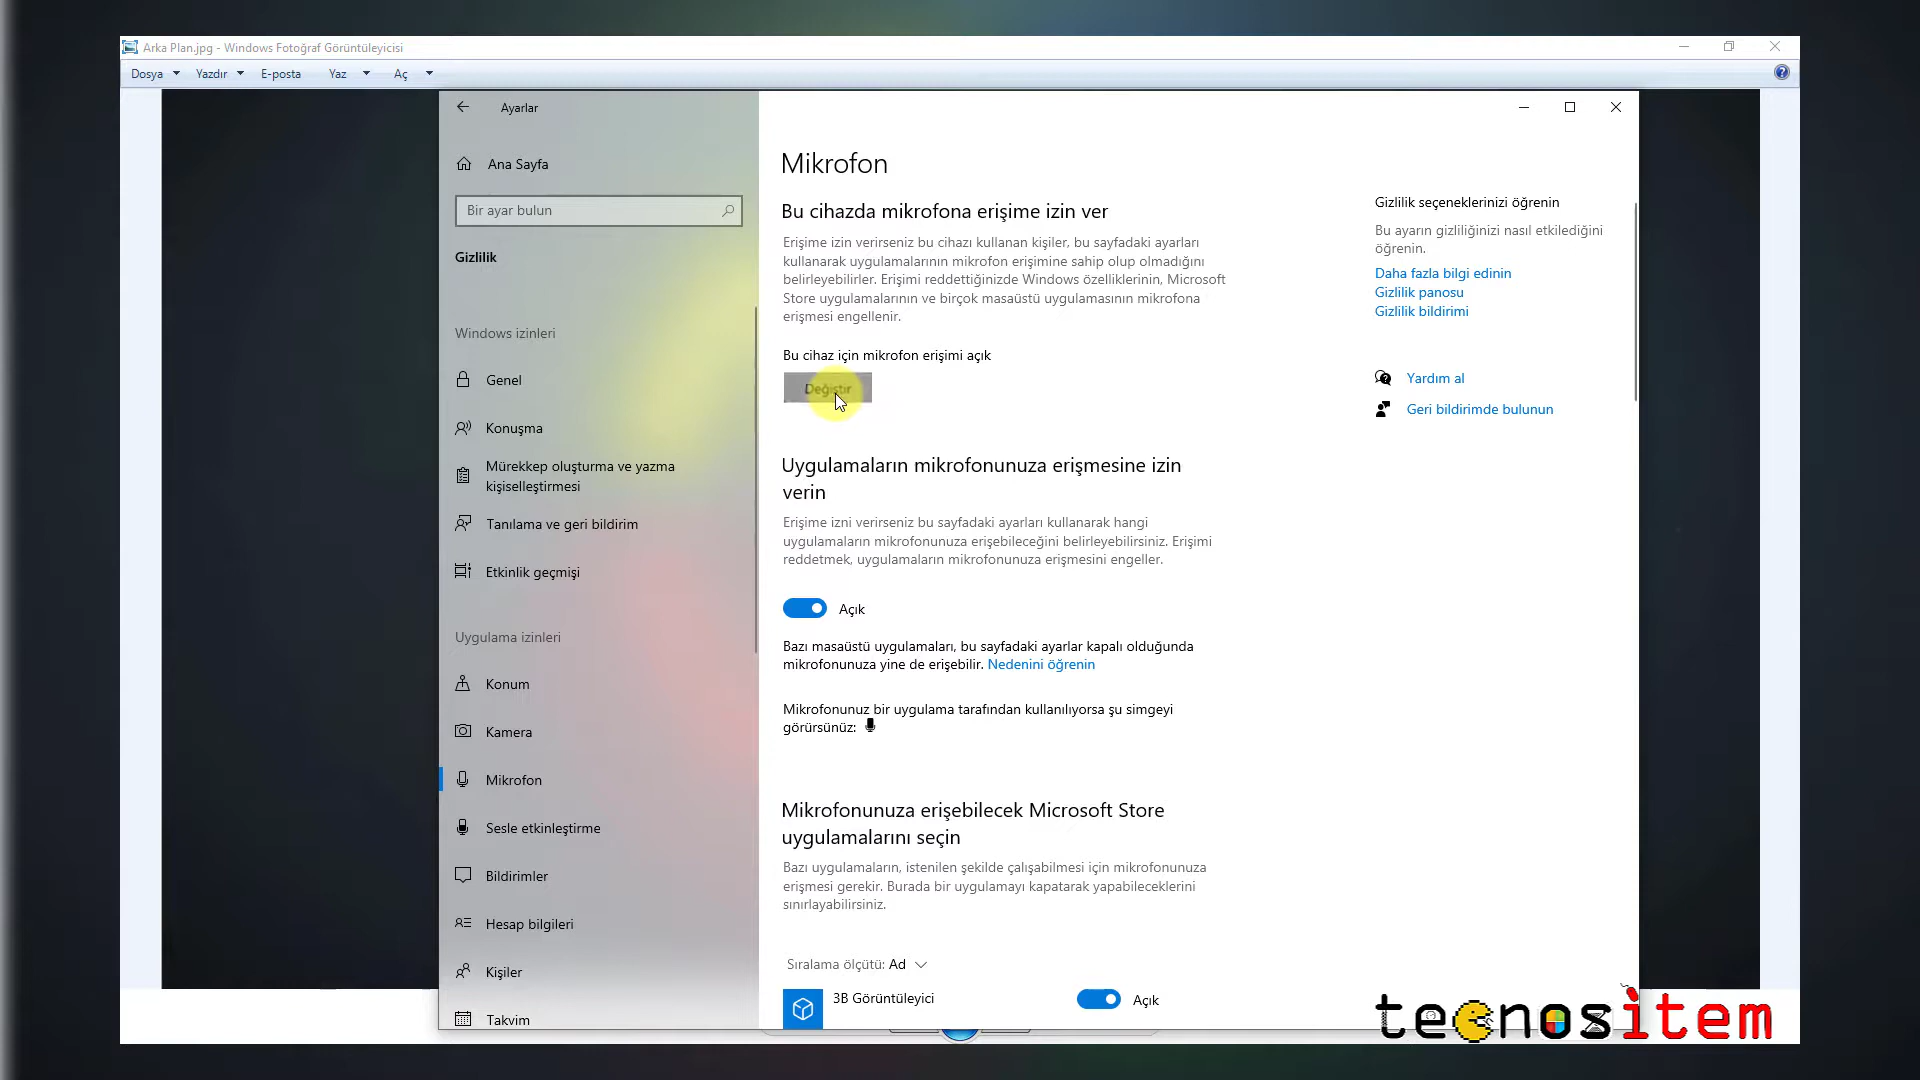 Arka Plan.jpg - Windows Fotoğraf Görüntüleyicisi
Dosya Yazdır E-posta Yaz Aç
Ayarlar
Ana Sayfa
Bir ayar bulun
Gizlilik
Windows izinleri
Genel
Konuşma
Mürekkep oluşturma ve yazma
kişiselleştirmesi
Tanılama ve geri bildirim
Etkinlik geçmişi
Uygulama izinleri
Konum
Kamera
Mikrofon
Sesle etkinleştirme
Bildirimler
Hesap bilgileri
Kişiler
Takvim
Mikrofon
Bu cihazda mikrofona erişime izin ver
Erişime izin verirseniz bu cihazı kullanan kişiler, bu sayfadaki ayarları
kullanarak uygulamalarının mikrofon erişimine sahip olup olmadığını
belirleyebilirler. Erişimi reddettiğinizde Windows özelliklerinin, Microsoft
Store uygulamalarının ve birçok masaüstü uygulamasının mikrofona
erişmesi engellenir.
Bu cihaz için mikrofon erişimi açık
Değiştir
Uygulamaların mikrofonunuza erişmesine izin
verin
Erişime izni verirseniz bu sayfadaki ayarları kullanarak hangi
uygulamaların mikrofonunuza erişebileceğini belirleyebilirsiniz. Erişimi
reddetmek, uygulamaların mikrofonunuza erişmesini engeller.
Açık
Bazı masaüstü uygulamaları, bu sayfadaki ayarlar kapalı olduğunda
mikrofonunuza yine de erişebilir. Nedenini öğrenin
Mikrofonunuz bir uygulama tarafından kullanılıyorsa şu simgeyi
görürsünüz:
Mikrofonunuza erişebilecek Microsoft Store
uygulamalarını seçin
Bazı uygulamaların, istenilen şekilde çalışabilmesi için mikrofonunuza
erişmesi gerekir. Burada bir uygulamayı kapatarak yapabileceklerini
sınırlayabilirsiniz.
Sıralama ölçütü: Ad
3B Görüntüleyici Açık
Gizlilik seçeneklerinizi öğrenin
Bu ayarın gizliliğinizi nasıl etkilediğini
öğrenin.
Daha fazla bilgi edinin
Gizlilik panosu
Gizlilik bildirimi
Yardım al
Geri bildirimde bulunun
tecnositem